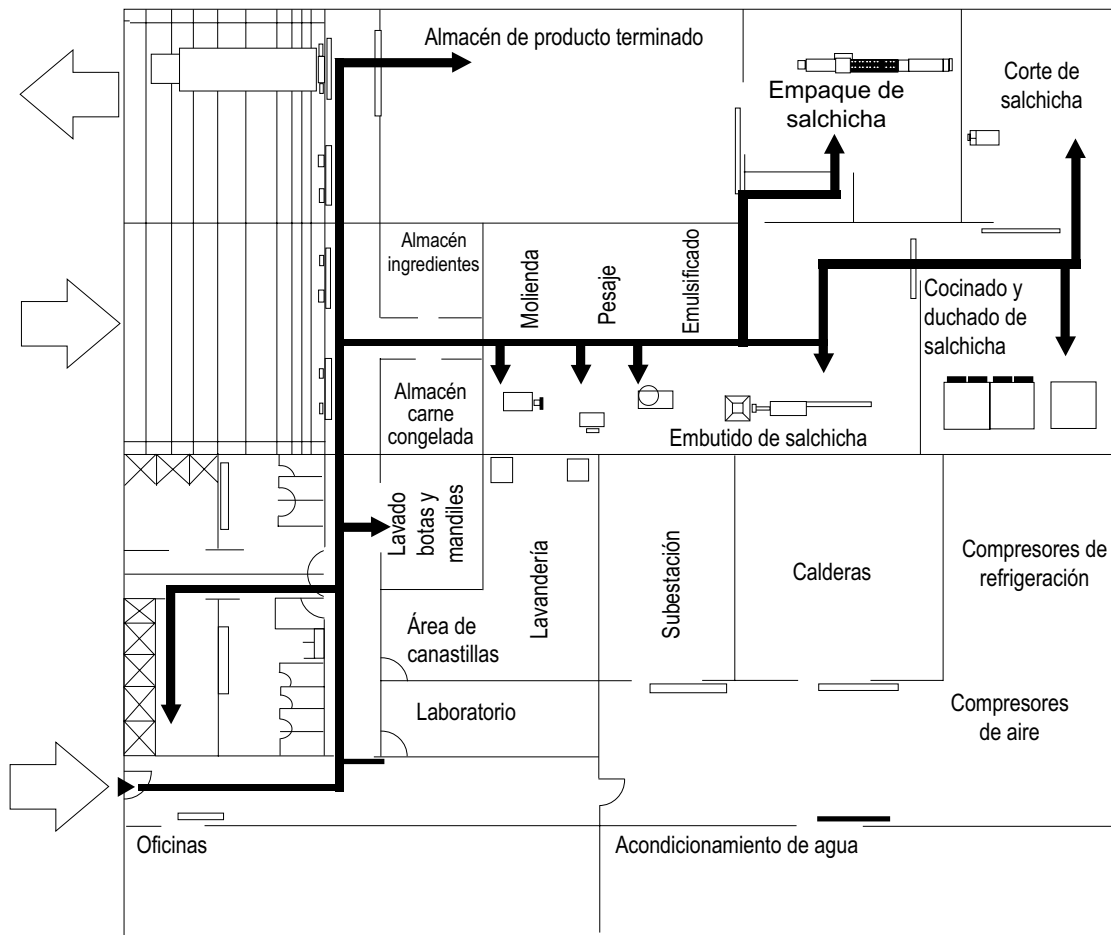 Almacén de producto terminado
Empaque de
salchicha
Corte de
salchicha
Almacén
ingredientes
Molienda
Pesaje
Emulsificado
Cocinado y
duchado de
salchicha
Almacén
carne
congelada
Embutido de salchicha
Lavado
botas y
mandiles
Lavandería
Subestación
Calderas
Compresores de
refrigeración
Área de
canastillas
Laboratorio
Compresores
de aire
Oficinas
Acondicionamiento de agua